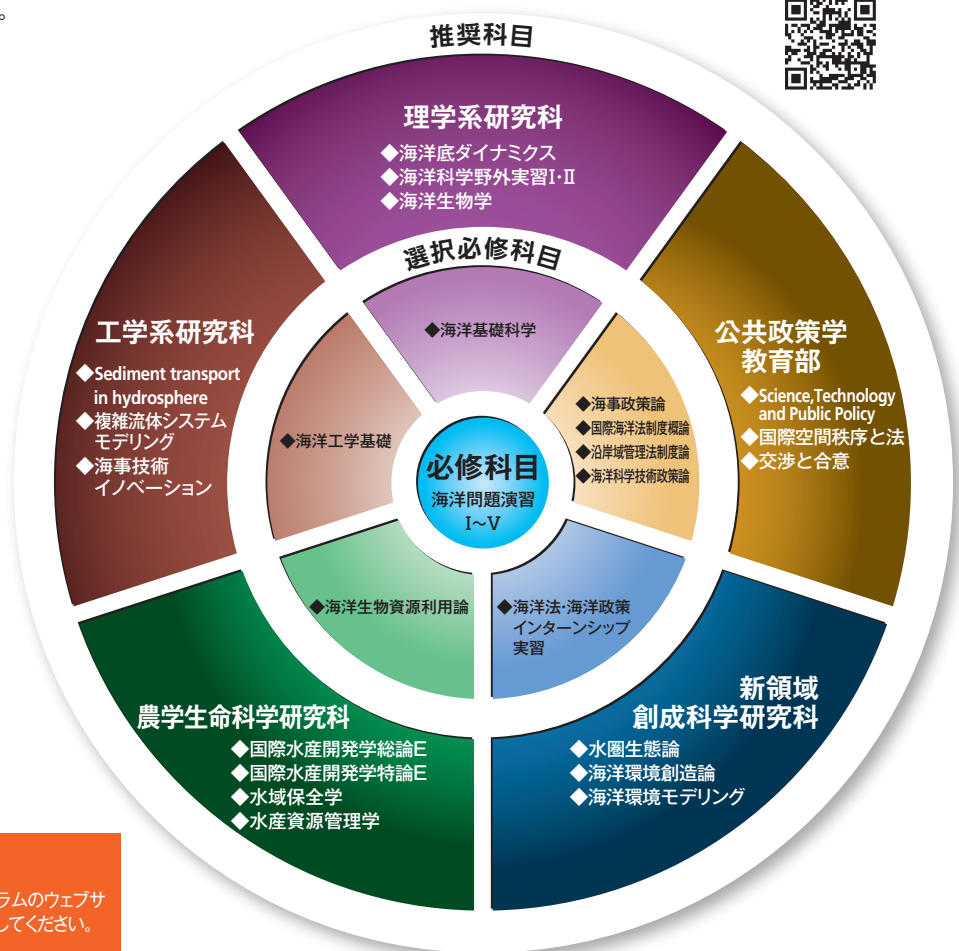 。
推奨科目
理学系研究科
◆海洋底ダイナミクス
◆海洋科学野外実習I・II
◆海洋生物学
選択必修科目
◆海洋基礎科学
工学系研究科
◆Sediment transport
in hydrosphere
◆複雑流体システム
モデリング
◆海事技術
イノベーション
◆海洋工学基礎
公共政策学
教育部
◆Science,Technology
and Public Policy
◆国際空間秩序と法
◆交渉と合意
◆海事政策論
◆国際海洋法制度概論
◆沿岸域管理法制度論
◆海洋科学技術政策論
必修科目
海洋問題演習
I～V
◆海洋生物資源利用論
◆海洋法・海洋政策
インターンシップ
実習
農学生命科学研究科
◆国際水産開発学総論E
◆国際水産開発学特論E
◆水域保全学
◆水産資源管理学
新領域
創成科学研究科
◆水圏生態論
◆海洋環境創造論
◆海洋環境モデリング
ラムのウェブサ
してください。